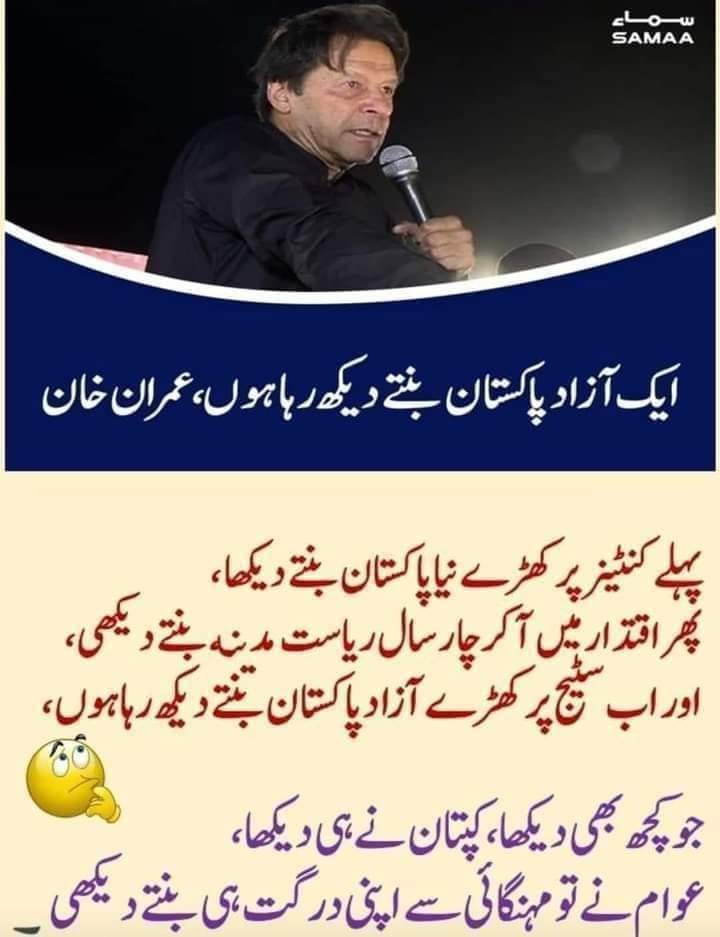 سماء
SAMAA
ایک آزاد پاکستان بنتے دیکھ رہا ہوں، عمران خان
پہلے کنٹینر پر کھڑے نیا پاکستان بنتے دیکھا،
پھر اقتدار میں آ کر چار سال ریاست مدینہ بنتے دیکھی،
اور اب سٹیج پر کھڑے آزاد پاکستان بنتے دیکھ رہا ہوں،
جو کچھ بھی دیکھا، کپتان نے ہی دیکھا،
عوام نے تو مہنگائی سے اپنی درگت ہی بنتے دیکھی ۔